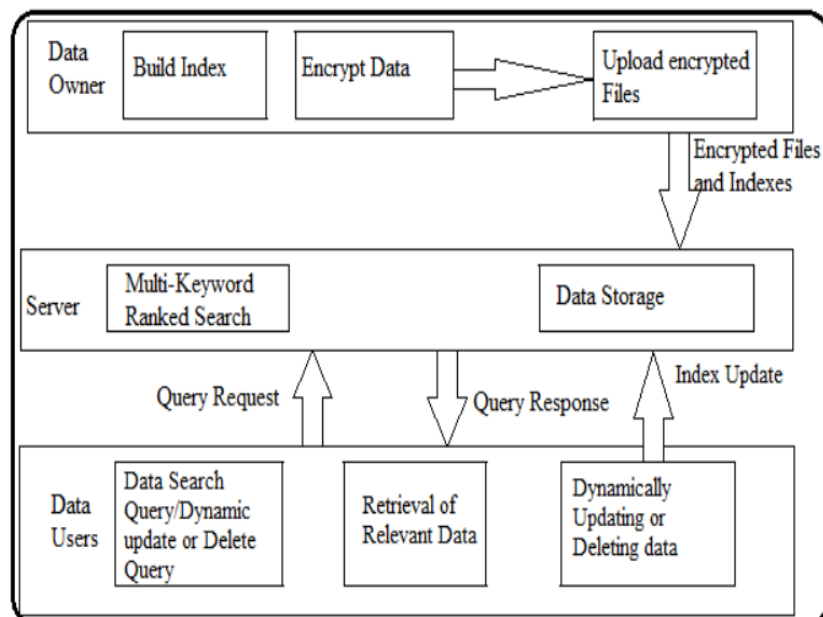 Data
Owner
Build Index
Encrypt Data
Upload encrypted
Files
Encrypted Files
and Indexes
Server
Multi-Keyword
Ranked Search
Data Storage
Query Request
Query Response
Index Update
Data
Users
Data Search
Query/Dynamic
update or Delete
Query
Retrieval of
Relevant Data
Dynamically
Updating or
Deleting data